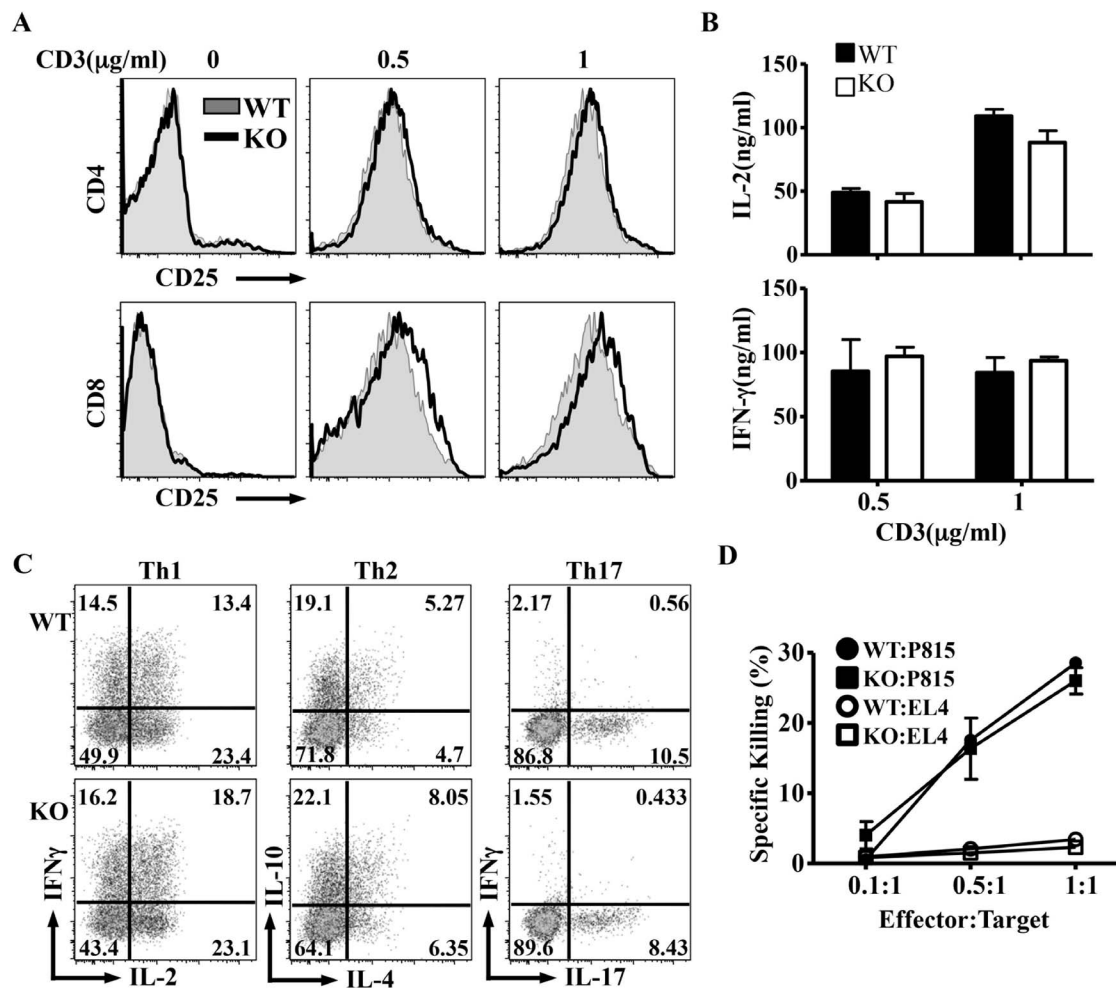 A
CD3(μg/ml) 0 0.5 1
WT
KO
CD4
CD25
CD8
CD25
B
WT
KO
IL-2(ng/ml)
150
100
50
0
IFN-γ(ng/ml)
150
100
50
0
0.5 1
CD3(μg/ml)
C
Th1 Th2 Th17
WT
14.5 13.4 19.1 5.27 2.17 0.56
49.9 23.4 71.8 4.7 86.8 10.5
KO
16.2 18.7 22.1 8.05 1.55 0.433
IFNγ IL-10 IFNγ
43.4 23.1 64.1 6.35 89.6 8.43
IL-2 IL-4 IL-17
D
WT:P815
KO:P815
WT:EL4
KO:EL4
Specific Killing (%)
30
20
10
0
0.1:1 0.5:1 1:1
Effector:Target